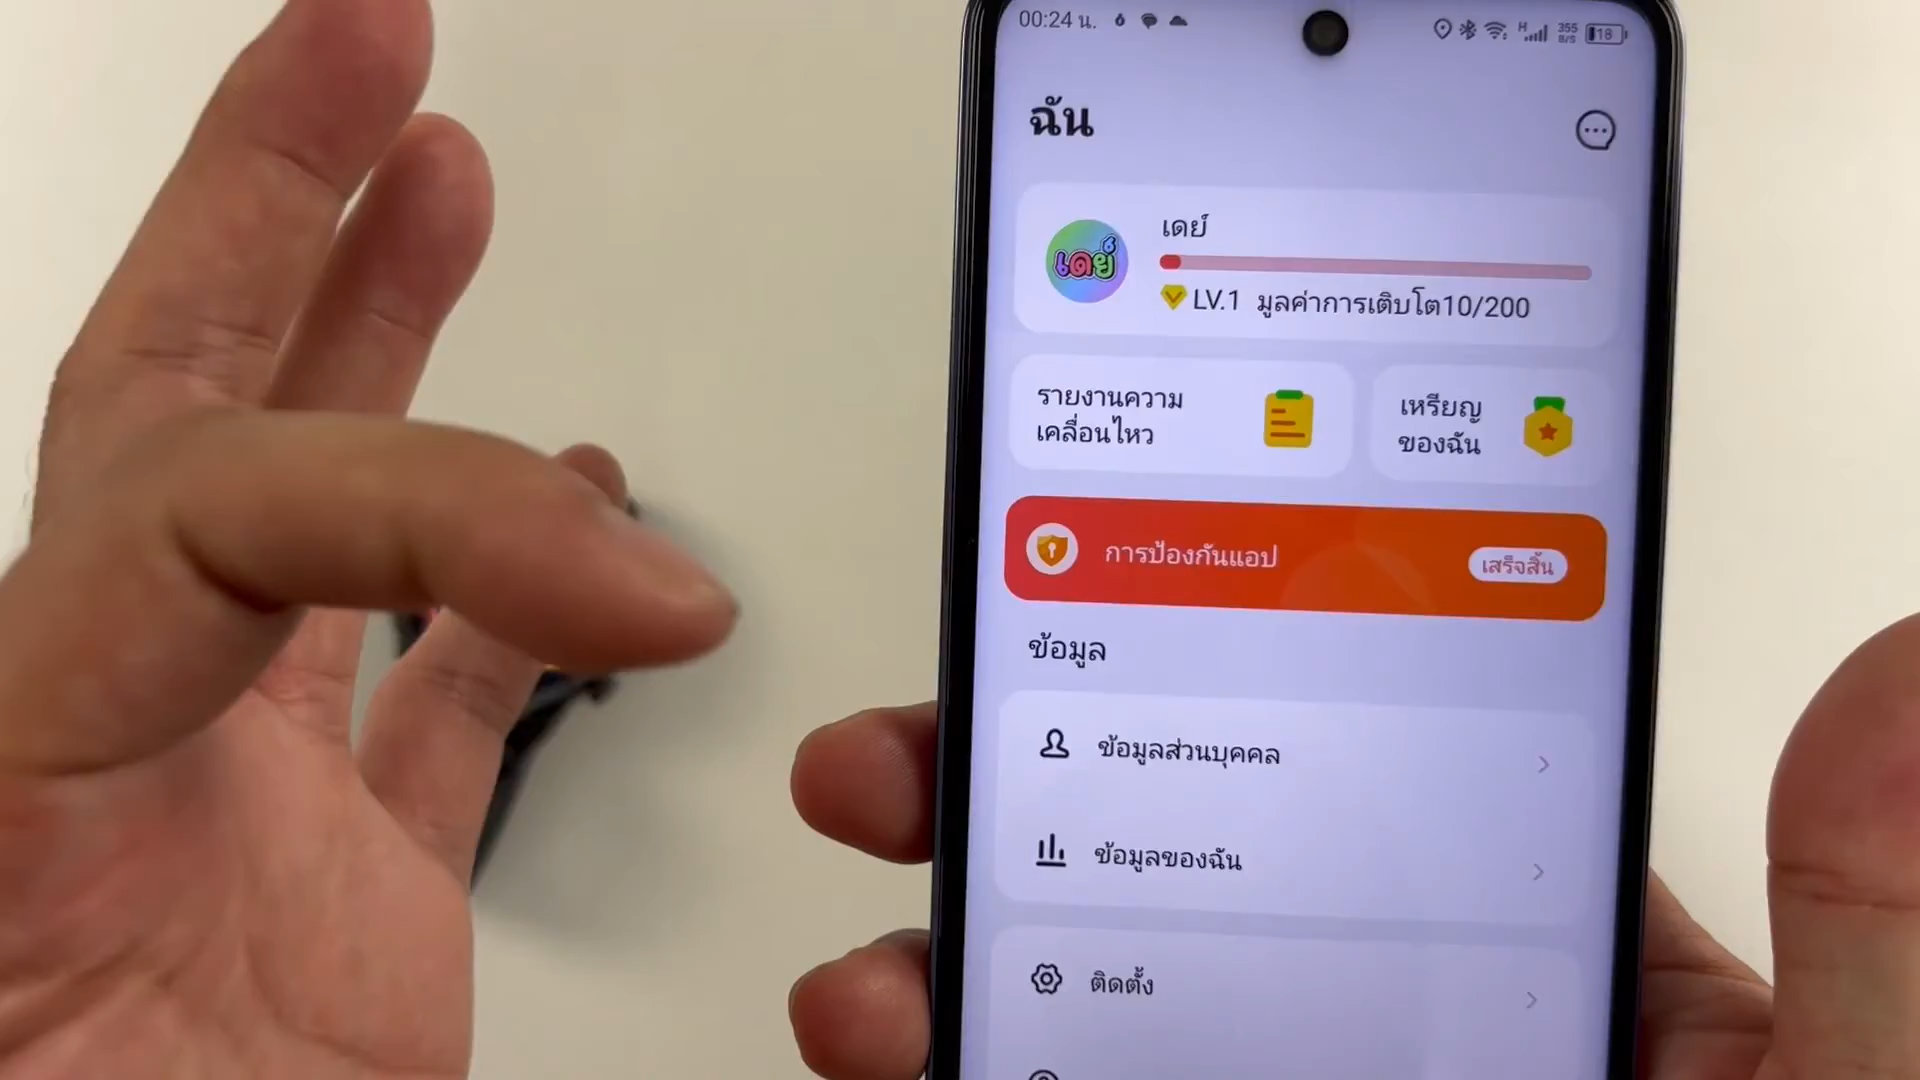 00:24 น.
H
355
B/S
18
ฉัน
เดย์
เดย์
LV.1 มูลค่าการเติบโต10/200
รายงานความ
เคลื่อนไหว
เหรียญ
ของฉัน
การป้องกันแอป
เสร็จสิ้น
ข้อมูล
ข้อมูลส่วนบุคคล
ข้อมูลของฉัน
ติดตั้ง